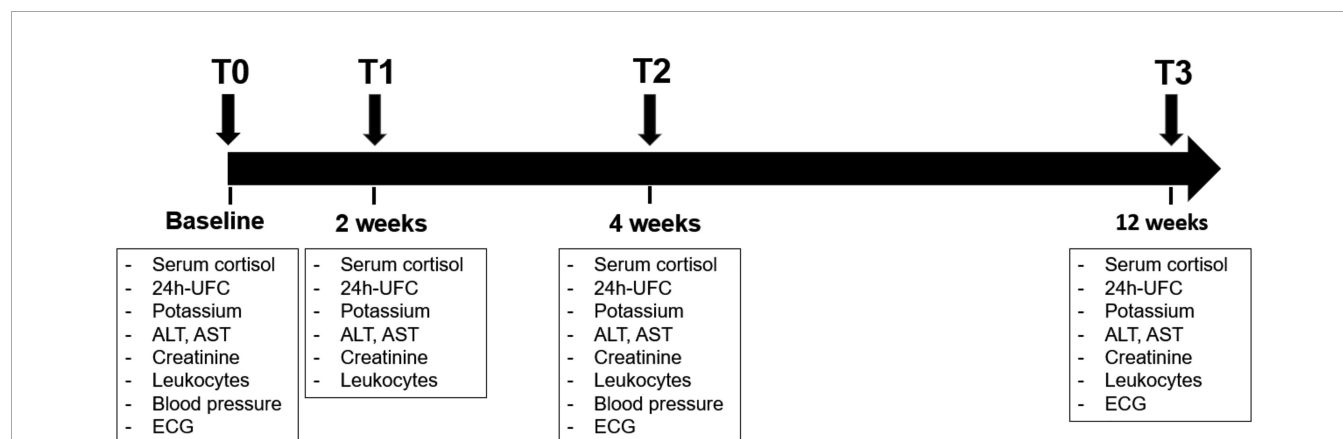 T0
T1
T2
T3
Baseline
2 weeks
4 weeks
12 weeks
- Serum cortisol
- 24h-UFC
- Potassium
- ALT, AST
- Creatinine
- Leukocytes
- Blood pressure
- ECG
- Serum cortisol
- 24h-UFC
- Potassium
- ALT, AST
- Creatinine
- Leukocytes
- Serum cortisol
- 24h-UFC
- Potassium
- ALT, AST
- Creatinine
- Leukocytes
- Blood pressure
- ECG
- Serum cortisol
- 24h-UFC
- Potassium
- ALT, AST
- Creatinine
- Leukocytes
- ECG